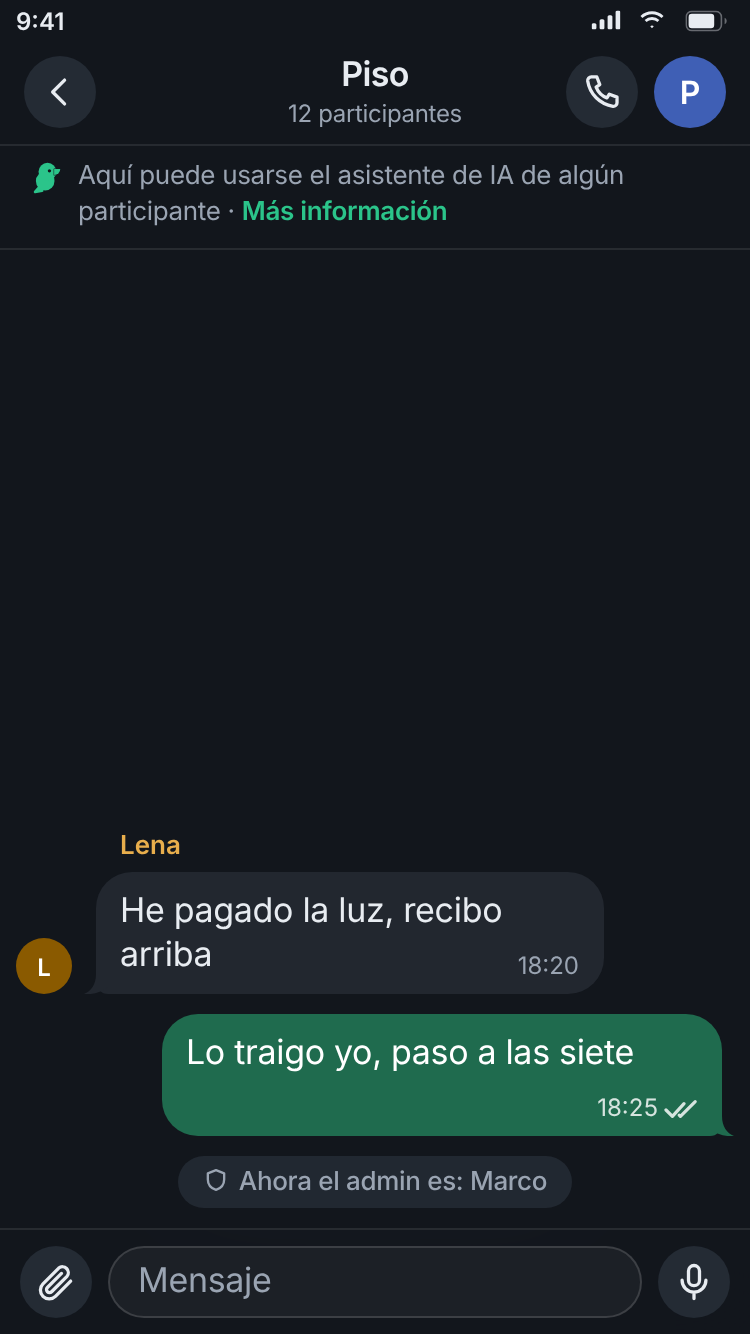 9:41
Piso
12 participantes
P
Aquí puede usarse el asistente de IA de algún
participante · Más información
Lena
He pagado la luz, recibo
arriba
18:20
L
Lo traigo yo, paso a las siete
18:25
Ahora el admin es: Marco
Mensaje